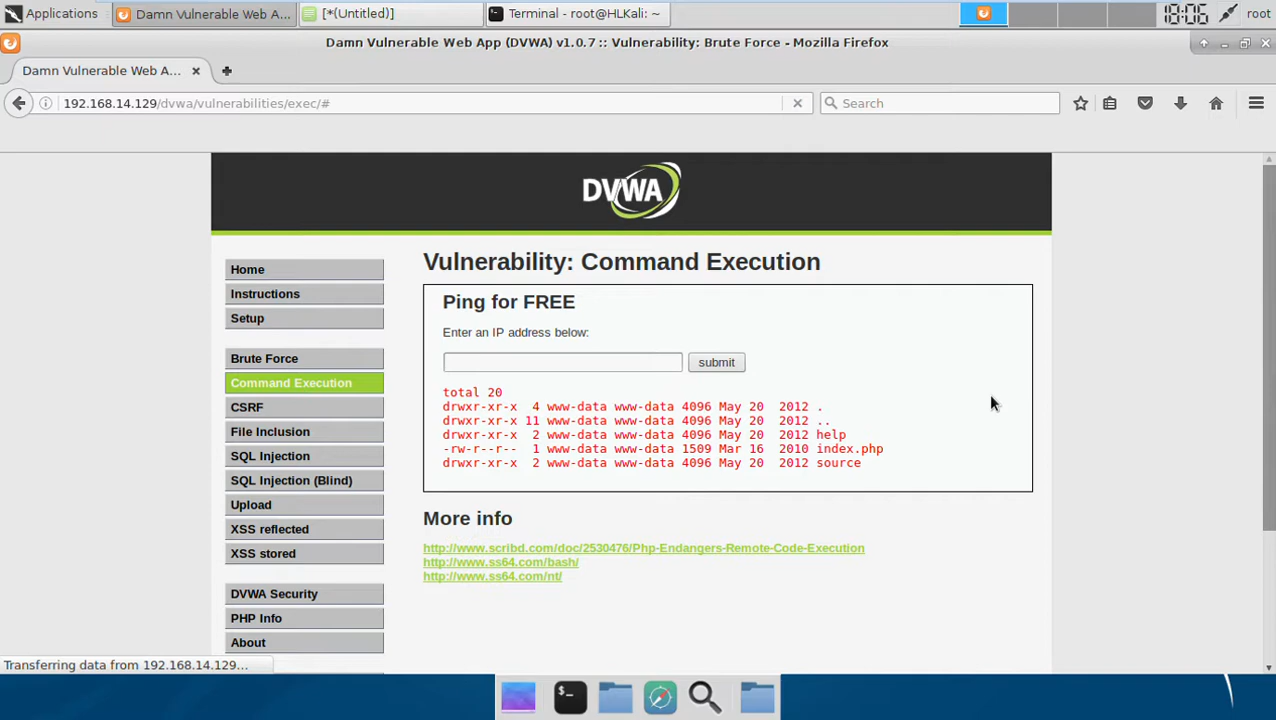 Applications
Damn Vulnerable Web A...
[*(Untitled)]
Terminal - root@HLKali: ~
18:06
root
Damn Vulnerable Web App (DVWA) v1.0.7 :: Vulnerability: Brute Force - Mozilla Firefox
Damn Vulnerable Web A...
192.168.14.129/dvwa/vulnerabilities/exec/#
Search
DVWA
Home
Instructions
Setup
Brute Force
Command Execution
CSRF
File Inclusion
SQL Injection
SQL Injection (Blind)
Upload
XSS reflected
XSS stored
DVWA Security
PHP Info
About
Vulnerability: Command Execution
Ping for FREE
Enter an IP address below:
submit
total 20
drwxr-xr-x  4 www-data www-data 4096 May 20  2012 .
drwxr-xr-x 11 www-data www-data 4096 May 20  2012 ..
drwxr-xr-x  2 www-data www-data 4096 May 20  2012 help
-rw-r--r--  1 www-data www-data 1509 Mar 16  2010 index.php
drwxr-xr-x  2 www-data www-data 4096 May 20  2012 source
More info
http://www.scribd.com/doc/2530476/Php-Endangers-Remote-Code-Execution
http://www.ss64.com/bash/
http://www.ss64.com/nt/
Transferring data from 192.168.14.129...
$_